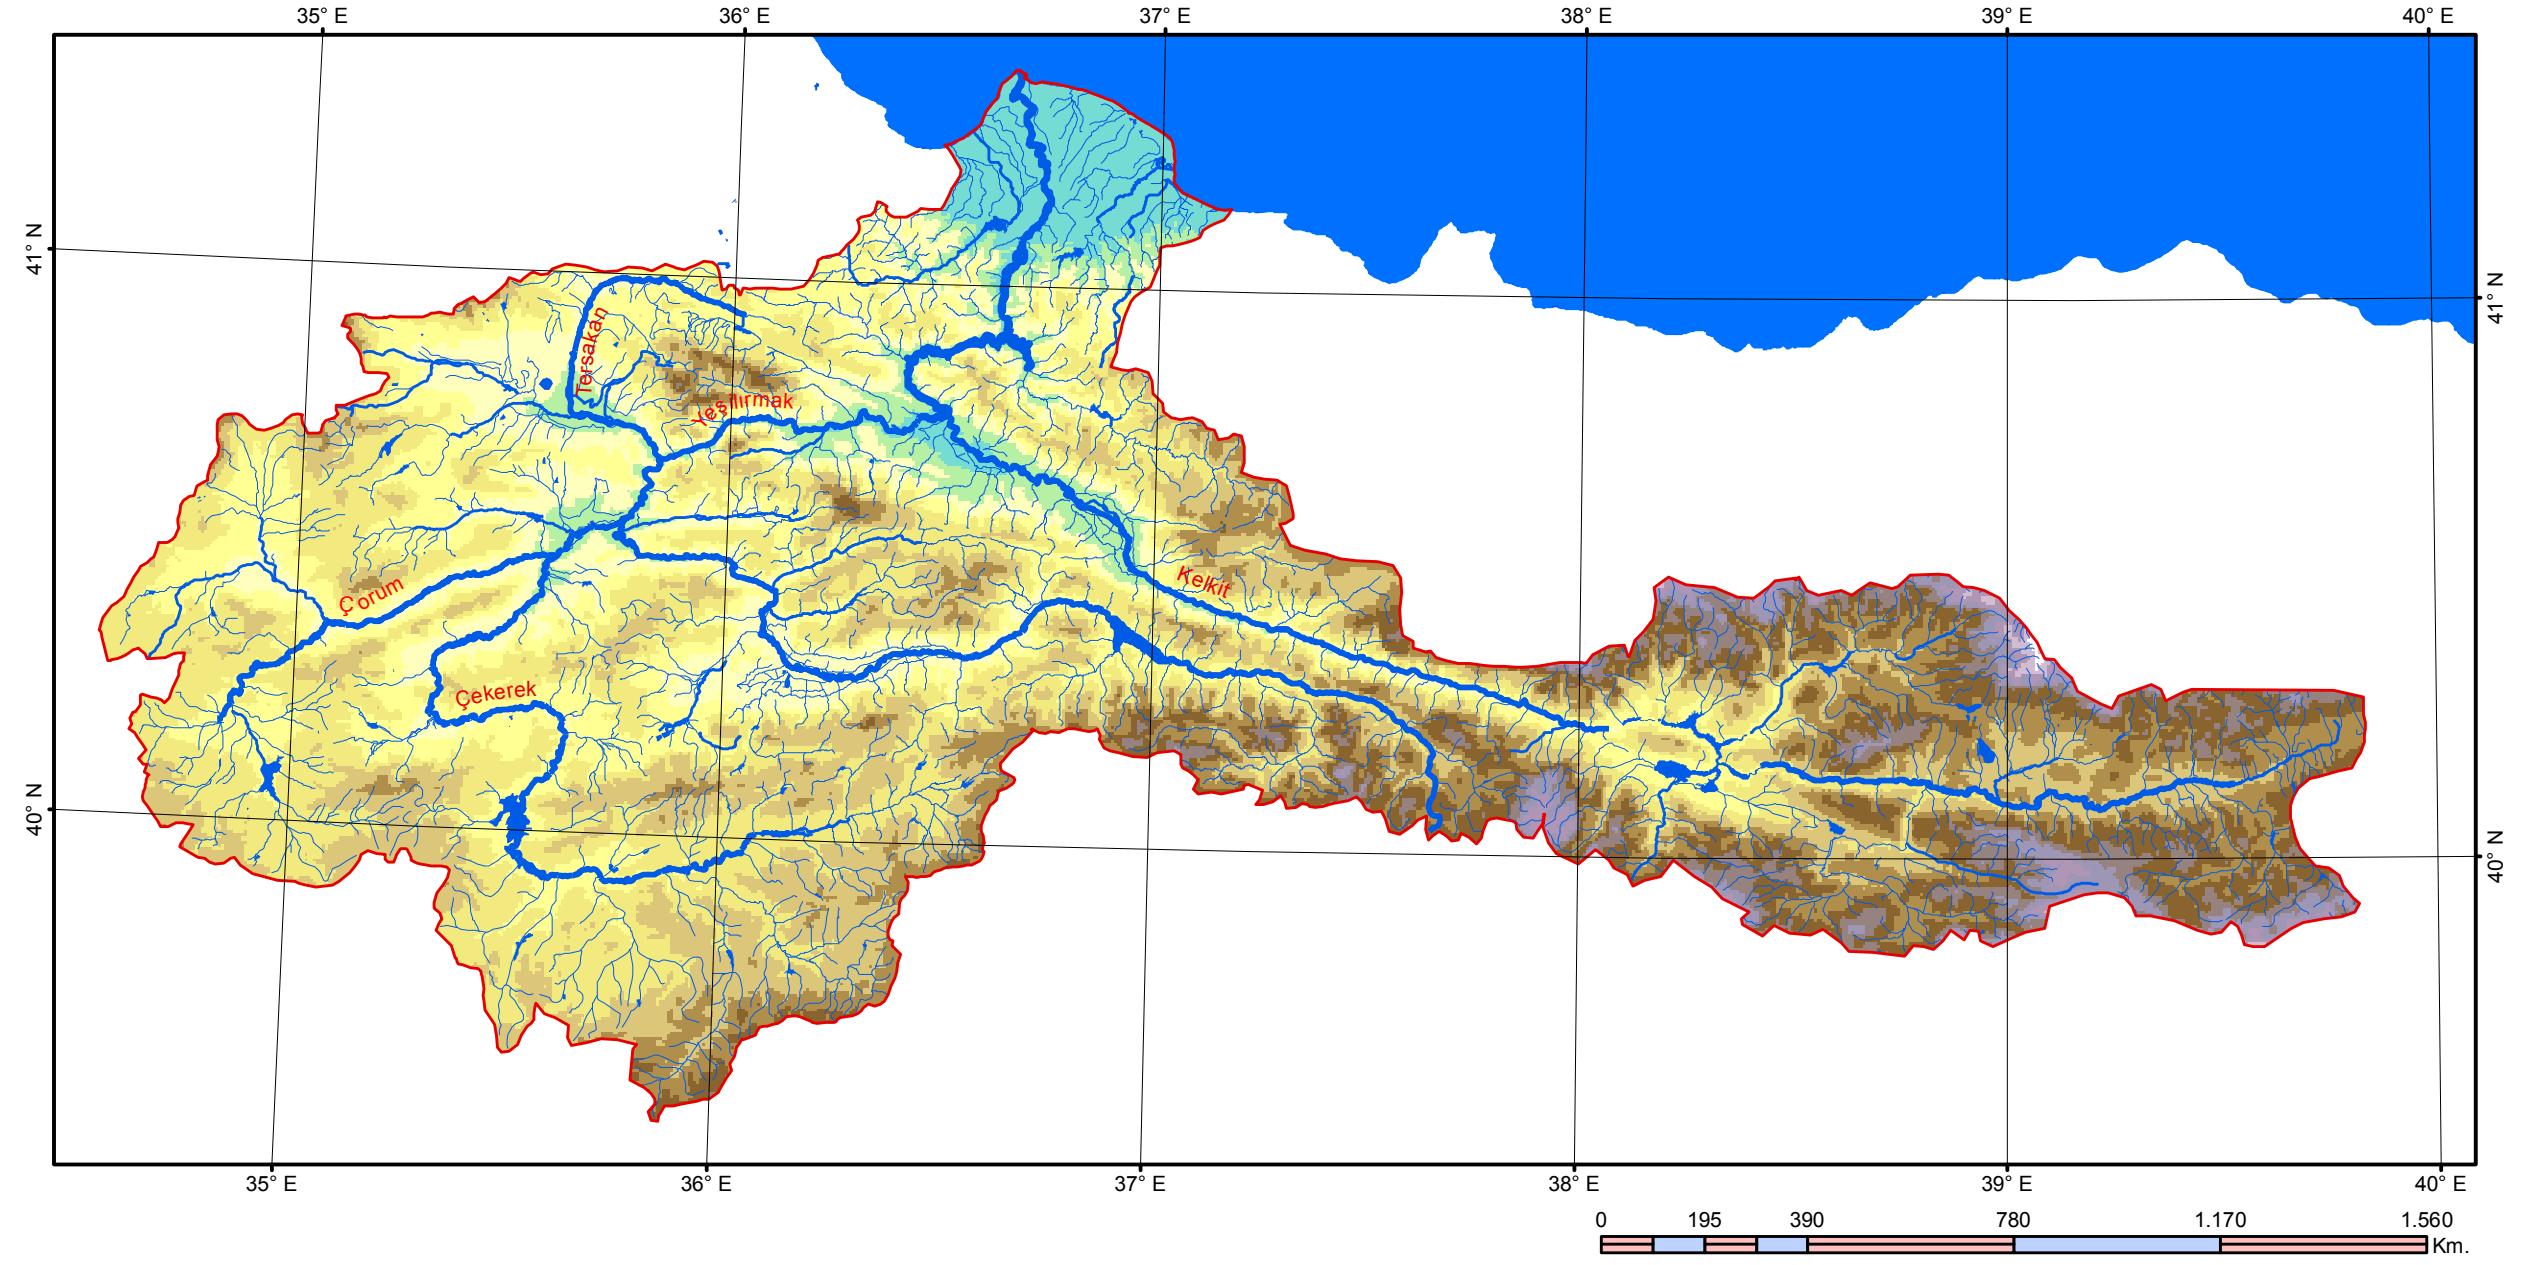 35° E 36° E 37° E 38° E 39° E 40° E
41° N
41° N
Tersakan
Yeşilırmak
Kelkit
Çorum
Çekerek
40° N
40° N
35° E 36° E 37° E 38° E 39° E 40° E
0 195 390 780 1.170 1.560
Km.